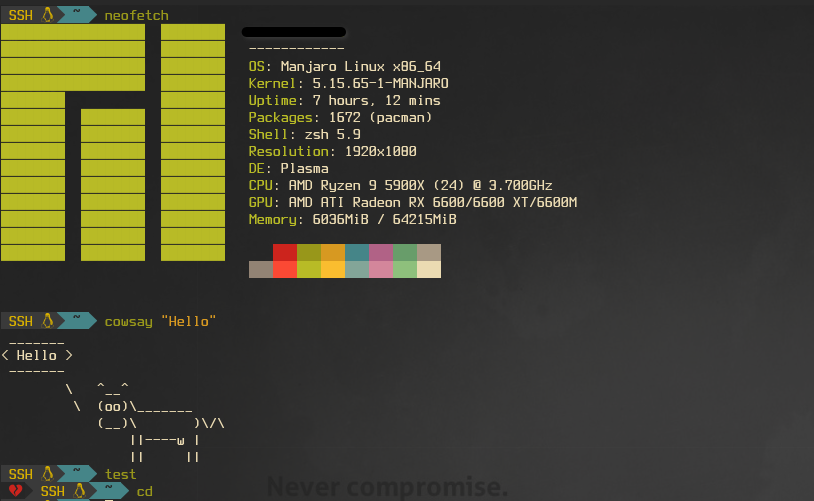 SSH ~ neofetch
------------
OS: Manjaro Linux x86_64
Kernel: 5.15.65-1-MANJARO
Uptime: 7 hours, 12 mins
Packages: 1672 (pacman)
Shell: zsh 5.9
Resolution: 1920x1080
DE: Plasma
CPU: AMD Ryzen 9 5900X (24) @ 3.700GHz
GPU: AMD ATI Radeon RX 6600/6600 XT/6600M
Memory: 6036MiB / 64215MiB
SSH ~ cowsay "Hello"
 _______
< Hello >
 -------
        \   ^__^
         \  (oo)\_______
            (__)\       )\/\
                ||----w |
                ||     ||
SSH ~ test
SSH ~ cd
Never compromise.